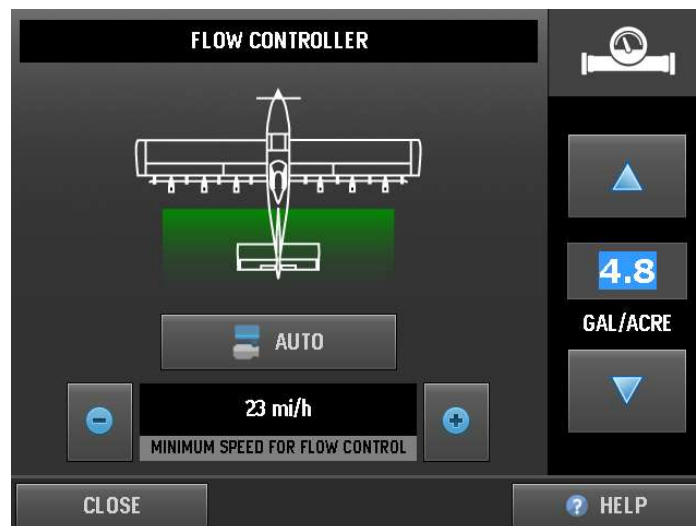 FLOW CONTROLLER
4.8
GAL/ACRE
AUTO
23 mi/h
MINIMUM SPEED FOR FLOW CONTROL
CLOSE
HELP